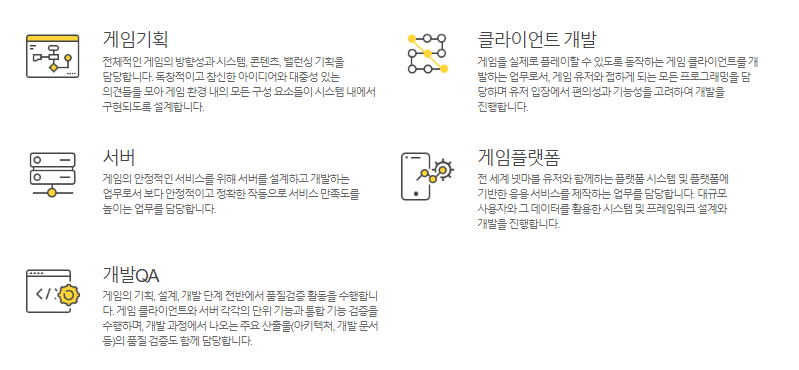 게임기획
전체적인 게임의 방향성과 시스템, 콘텐츠, 밸런싱 기획을
담당합니다. 독창적이고 참신한 아이디어와 대중성 있는
의견들을 모아 게임 환경 내의 모든 구성 요소들이 시스템 내에서
구현되도록 설계합니다.
클라이언트 개발
게임을 실제로 플레이할 수 있도록 동작하는 게임 클라이언트를 개
발하는 업무로서, 게임 유저와 접하게 되는 모든 프로그래밍을 담
당하며 유저 입장에서 편의성과 기능성을 고려하여 개발을
진행합니다.
서버
게임의 안정적인 서비스를 위해 서버를 설계하고 개발하는
업무로서 보다 안정적이고 정확한 작동으로 서비스 만족도를
높이는 업무를 담당합니다.
게임플랫폼
전 세계 넷마블 유저와 함께하는 플랫폼 시스템 및 플랫폼에
기반한 응용 서비스를 제작하는 업무를 담당합니다. 대규모
사용자와 그 데이터를 활용한 시스템 및 프레임워크 설계와
개발을 진행합니다.
개발QA
게임의 기획, 설계, 개발 단계 전반에서 품질검증 활동을 수행합니
다. 게임 클라이언트와 서버 각각의 단위 기능과 통합 기능 검증을
수행하며, 개발 과정에서 나오는 주요 산출물(아키텍처, 개발 문서
등)의 품질 검증도 함께 담당합니다.